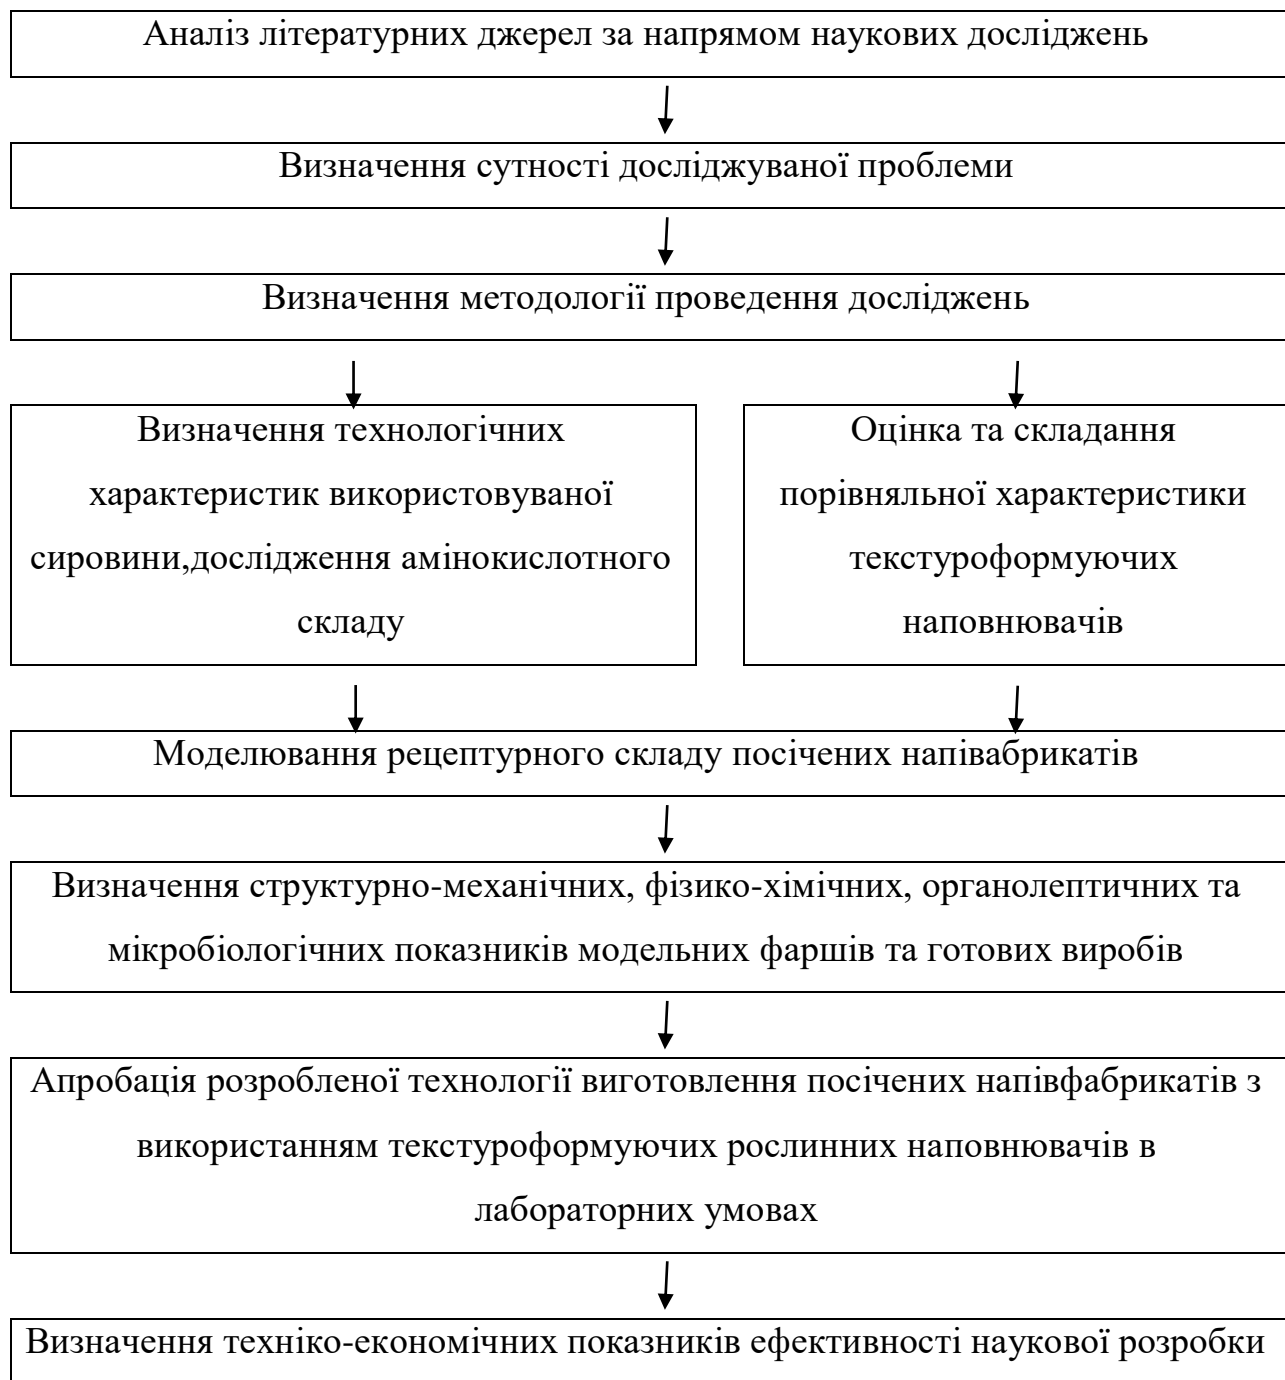 Аналіз літературних джерел за напрямом наукових досліджень
Визначення сутності досліджуваної проблеми
Визначення методології проведення досліджень
Визначення технологічних
характеристик використовуваної
сировини,дослідження амінокислотного
складу
Оцінка та складання
порівняльної характеристики
текстуроформуючих
наповнювачів
Моделювання рецептурного складу посічених напівабрикатів
Визначення структурно-механічних, фізико-хімічних, органолептичних та
мікробіологічних показників модельних фаршів та готових виробів
Апробація розробленої технології виготовлення посічених напівфабрикатів з
використанням текстуроформуючих рослинних наповнювачів в
лабораторних умовах
Визначення техніко-економічних показників ефективності наукової розробки